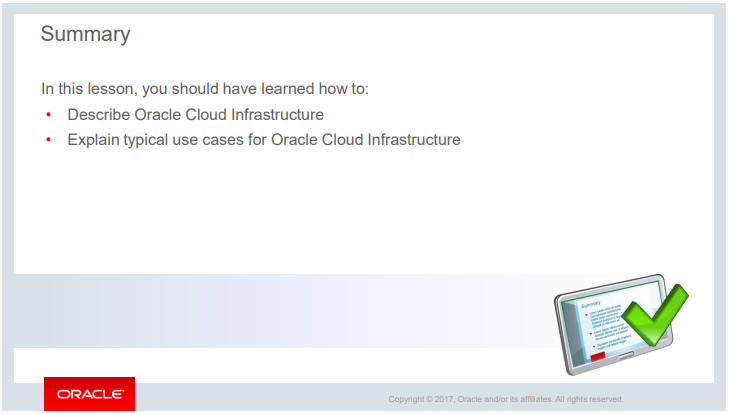 Summary
In this lesson, you should have learned how to:
• Describe Oracle Cloud Infrastructure
• Explain typical use cases for Oracle Cloud Infrastructure
Summary
ORACLE®
Copyright © 2017, Oracle and/or its affiliates. All rights reserved.